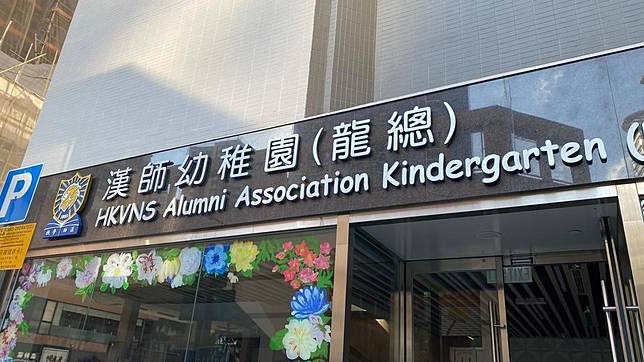 漢師幼稚園(龍總)
HKVNS Alumni Association Kindergarten (
P